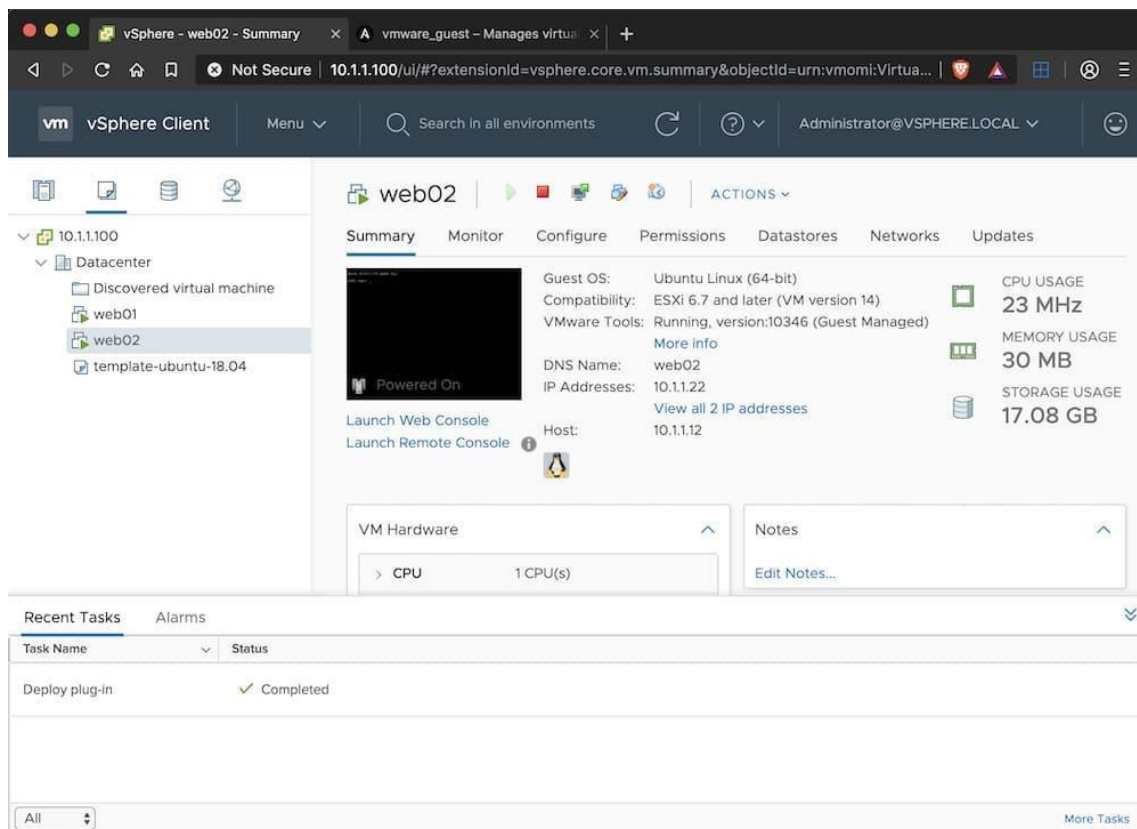 vSphere - web02 - Summary
vmware_guest – Manages virtua
Not Secure 10.1.1.100/ui/#?extensionId=vsphere.core.vm.summary&objectId=urn:vmomi:Virtua...
vm vSphere Client Menu Search in all environments Administrator@VSPHERE.LOCAL
web02 ACTIONS
10.1.1.100
Datacenter
Discovered virtual machine
web01
web02
template-ubuntu-18.04
Summary Monitor Configure Permissions Datastores Networks Updates
Powered On
Launch Web Console
Launch Remote Console
Guest OS: Ubuntu Linux (64-bit)
Compatibility: ESXi 6.7 and later (VM version 14)
VMware Tools: Running, version:10346 (Guest Managed)
More info
DNS Name: web02
IP Addresses: 10.1.1.22
View all 2 IP addresses
Host: 10.1.1.12
CPU USAGE
23 MHz
MEMORY USAGE
30 MB
STORAGE USAGE
17.08 GB
VM Hardware
CPU 1 CPU(s)
Notes
Edit Notes...
Recent Tasks Alarms
Task Name Status
Deploy plug-in Completed
All More Tasks